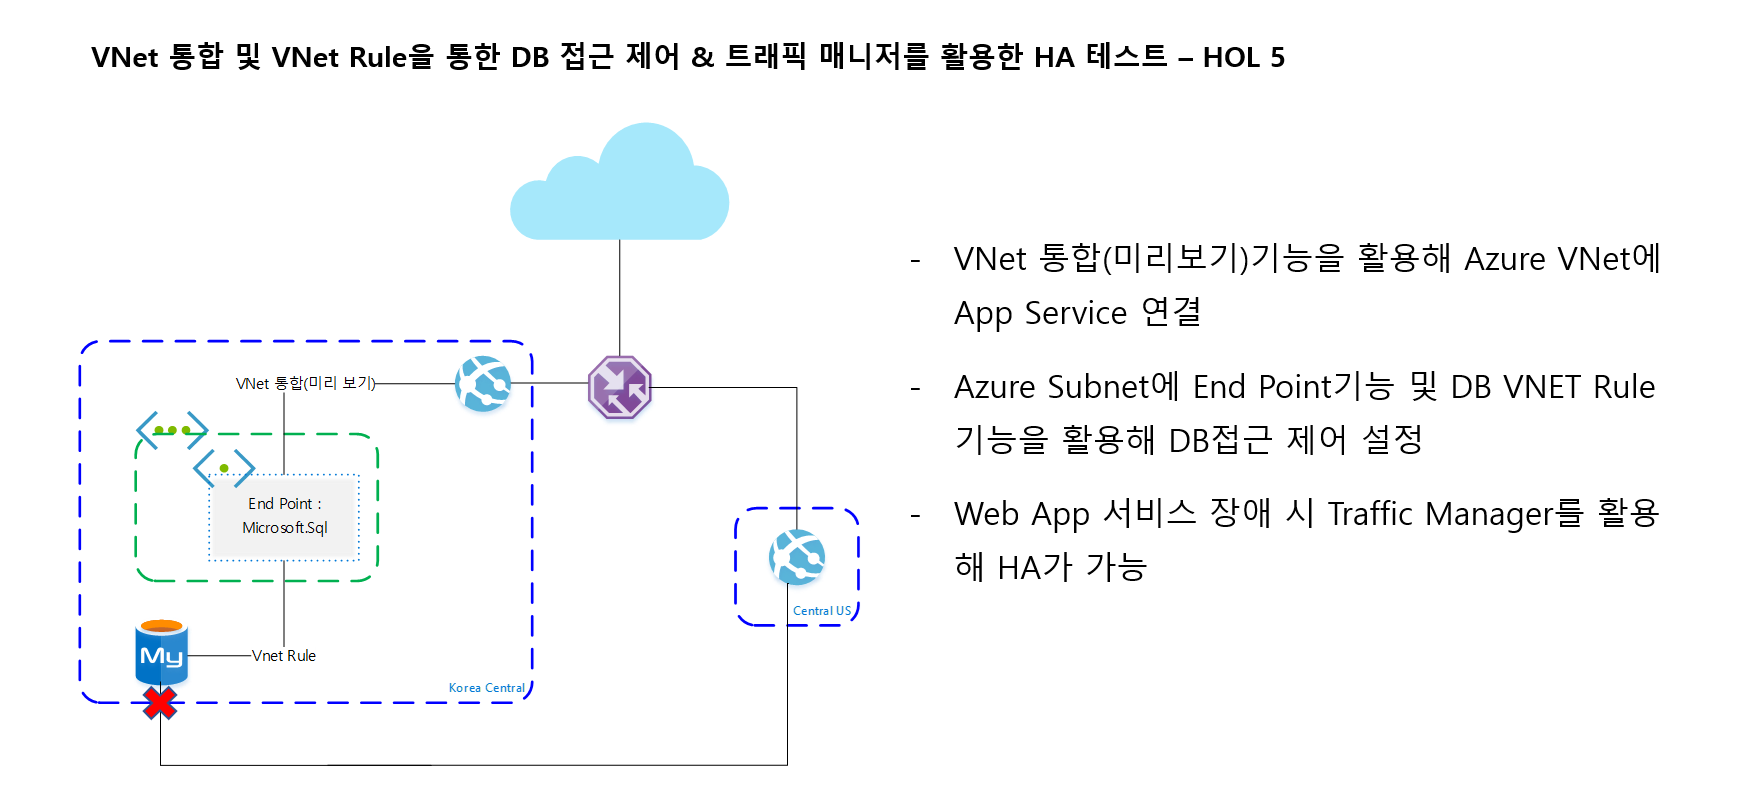 VNet 통합 및 VNet Rule을 통한 DB 접근 제어 & 트래픽 매니저를 활용한 HA 테스트 – HOL 5
VNet 통합(미리 보기)
End Point :
Microsoft.Sql
My
Vnet Rule
Korea Central
Central US
- VNet 통합(미리보기)기능을 활용해 Azure VNet에
App Service 연결
- Azure Subnet에 End Point기능 및 DB VNET Rule
기능을 활용해 DB접근 제어 설정
- Web App 서비스 장애 시 Traffic Manager를 활용
해 HA가 가능